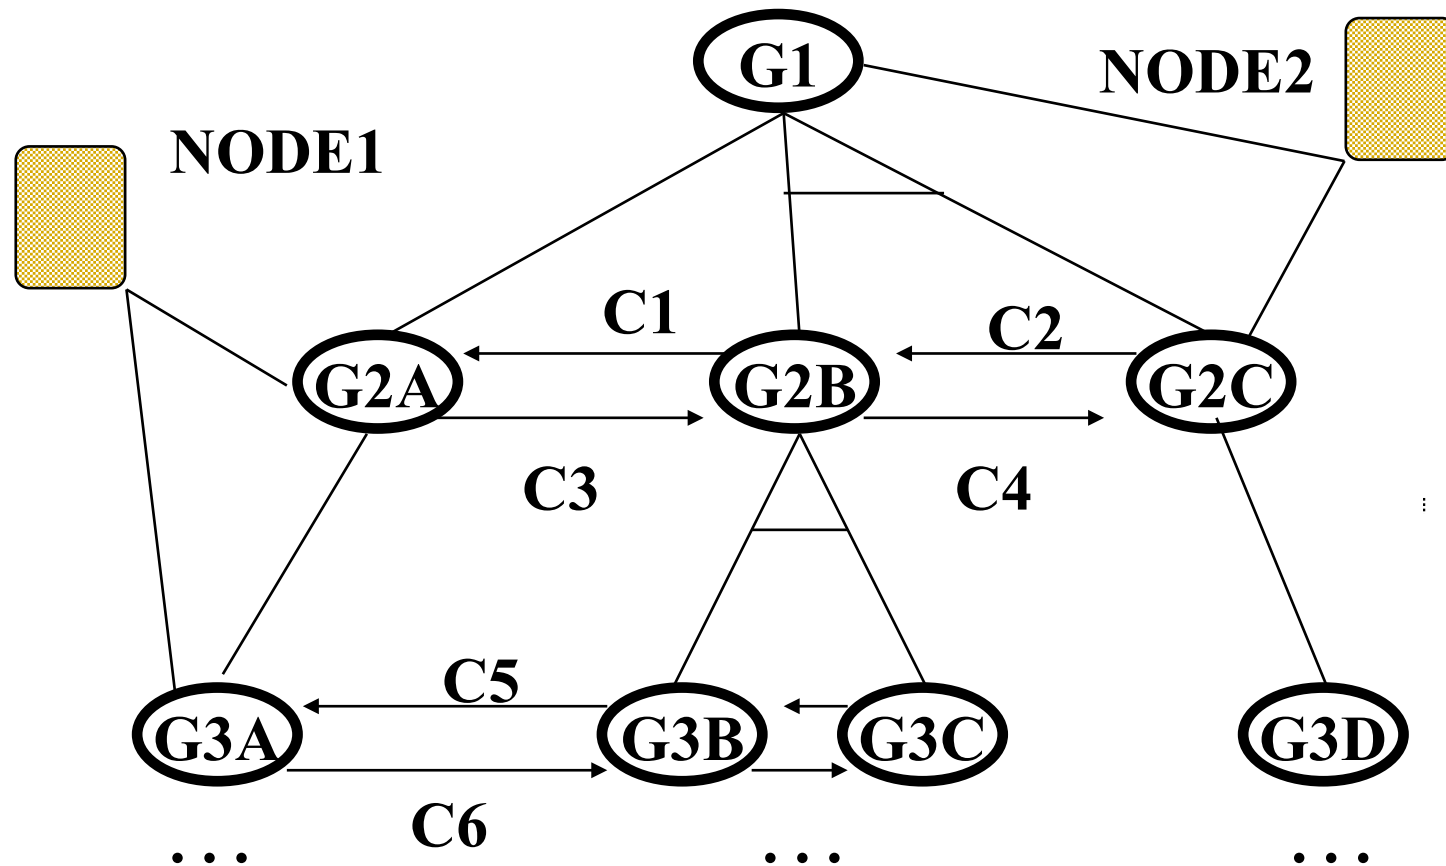 G1
NODE2
NODE1
C1
C2
G2A
G2B
G2C
C3
C4
C5
G3A
G3B
G3C
G3D
C6
. . .
. . .
. . .